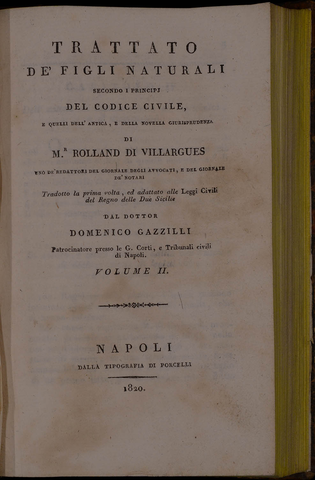 TRATTATO
DE' FIGLI NATURALI
SECONDO I PRINCIPJ
DEL CODICE CIVILE,
E QUELLI DELL' ANTICA, E DELLA NOVELLA GIURISPRUDENZA
DI
M.R ROLLAND DI VILLARGUES
UNO DE' REDATTORI DEL GIORNALE DEGLI AVVOCATI, E DEL GIORNALE
DE' NOTARI
Tradotto la prima volta, ed adattato alle Leggi Civili
del Regno delle Due Sicilie
DAL DOTTOR
DOMENICO GAZZILLI
Patrocinatore presso le G. Corti, e Tribunali civili
di Napoli.
VOLUME II.
NAPOLI
DALLA TIPOGRAFIA DI PORCELLI
1820.